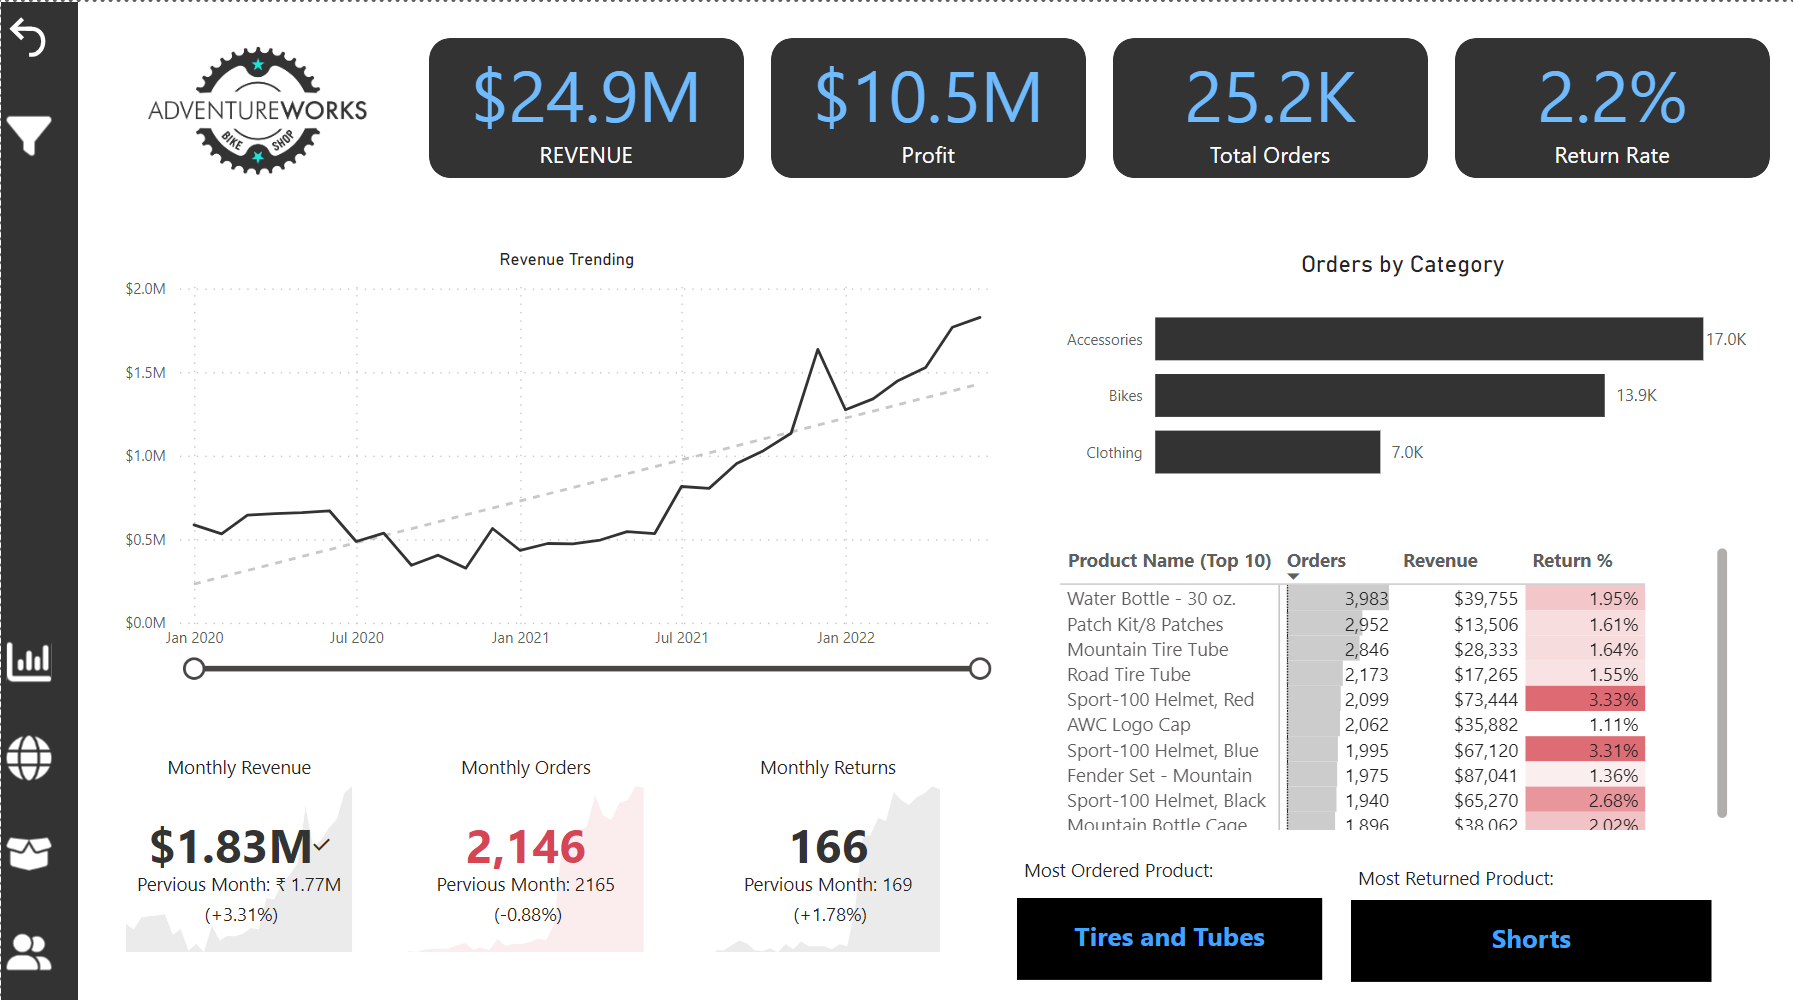 ADVENTUREWORKS
BIKE SHOP
$24.9M
REVENUE
$10.5M
Profit
25.2K
Total Orders
2.2%
Return Rate
Revenue Trending
$2.0M
$1.5M
$1.0M
$0.5M
$0.0M
Jan 2020 Jul 2020 Jan 2021 Jul 2021 Jan 2022
Orders by Category
Accessories 17.0K
Bikes 13.9K
Clothing 7.0K
Product Name (Top 10) Orders Revenue Return %
Water Bottle - 30 oz. 3,983 $39,755 1.95%
Patch Kit/8 Patches 2,952 $13,506 1.61%
Mountain Tire Tube 2,846 $28,333 1.64%
Road Tire Tube 2,173 $17,265 1.55%
Sport-100 Helmet, Red 2,099 $73,444 3.33%
AWC Logo Cap 2,062 $35,882 1.11%
Sport-100 Helmet, Blue 1,995 $67,120 3.31%
Fender Set - Mountain 1,975 $87,041 1.36%
Sport-100 Helmet, Black 1,940 $65,270 2.68%
Mountain Bottle Cage 1,896 $38,062 2.02%
Monthly Revenue
$1.83M
Pervious Month: ₹ 1.77M
(+3.31%)
Monthly Orders
2,146
Pervious Month: 2165
(-0.88%)
Monthly Returns
166
Pervious Month: 169
(+1.78%)
Most Ordered Product:
Tires and Tubes
Most Returned Product:
Shorts